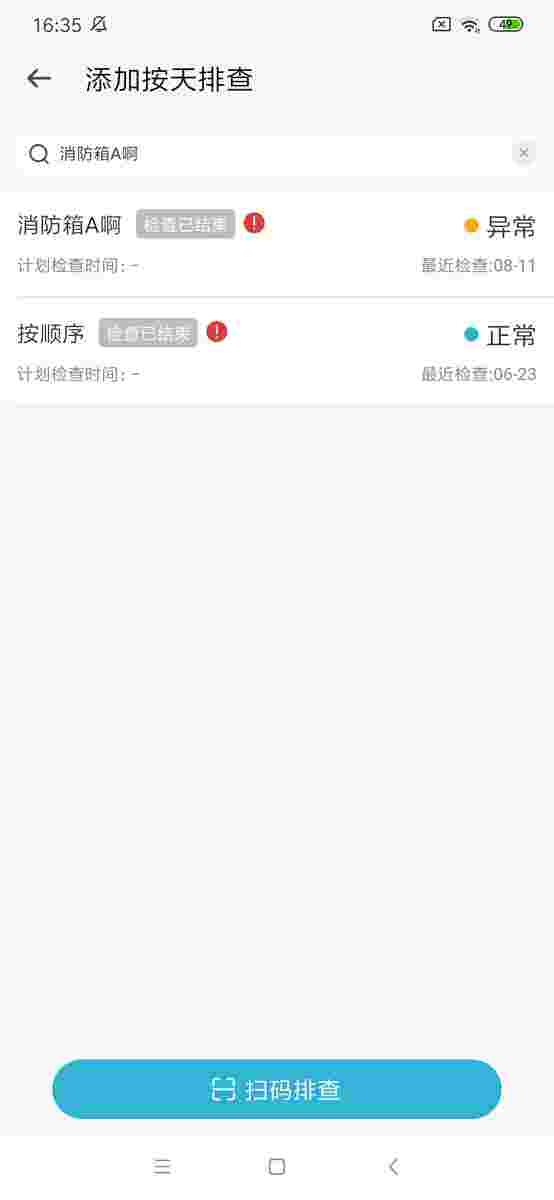 16:35
49
添加按天排查
消防箱A啊
消防箱A啊 检查已结束 异常
计划检查时间: - 最近检查:08-11
按顺序 检查已结束 正常
计划检查时间: - 最近检查:06-23
扫码排查